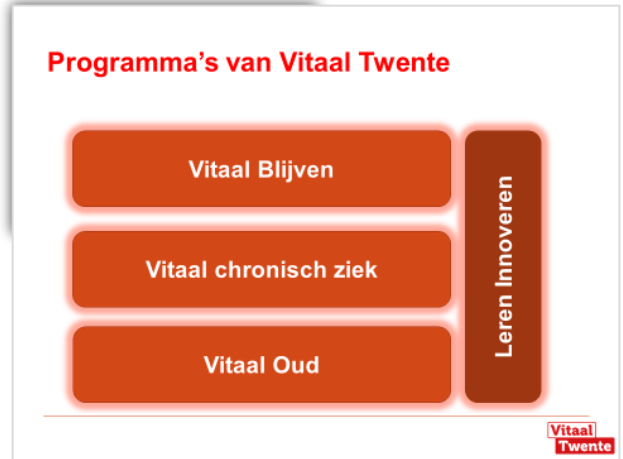 Programma's van Vitaal Twente
Vitaal Blijven
Vitaal chronisch ziek
Vitaal Oud
Leren Innoveren
Vitaal
Twente